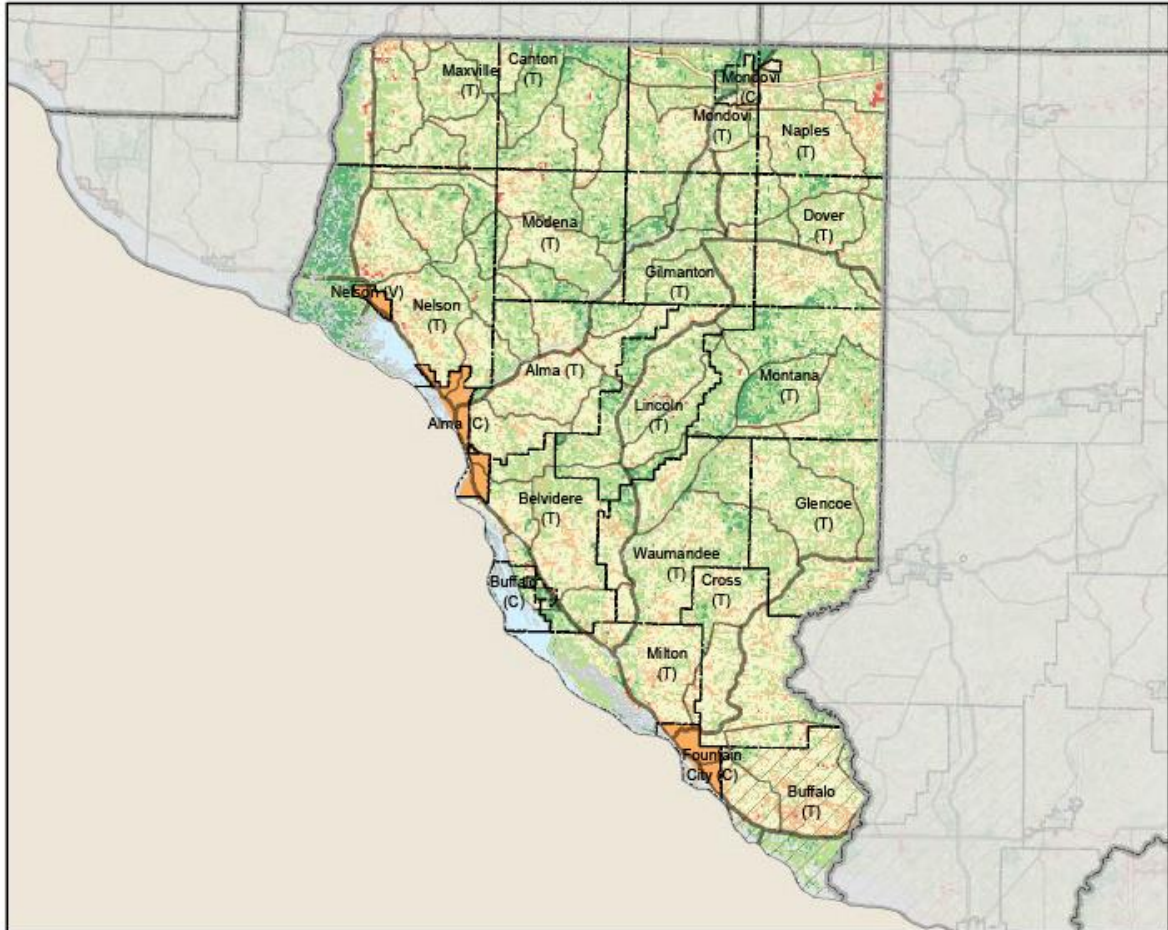 Maxville
(T)
Canton
(T)
Mondovi
(C)
Mondovi
(T)
Naples
(T)
Modena
(T)
Dover
(T)
Gilmanton
(T)
Nelson (V)
Nelson
(T)
Alma (T)
Montana
(T)
Lincoln
(T)
Alma (C)
Belvidere
(T)
Glencoe
(T)
Waumandee
(T)
Cross
(T)
Buffalo
(C)
Milton
(T)
Fountain
City (C)
Buffalo
(T)